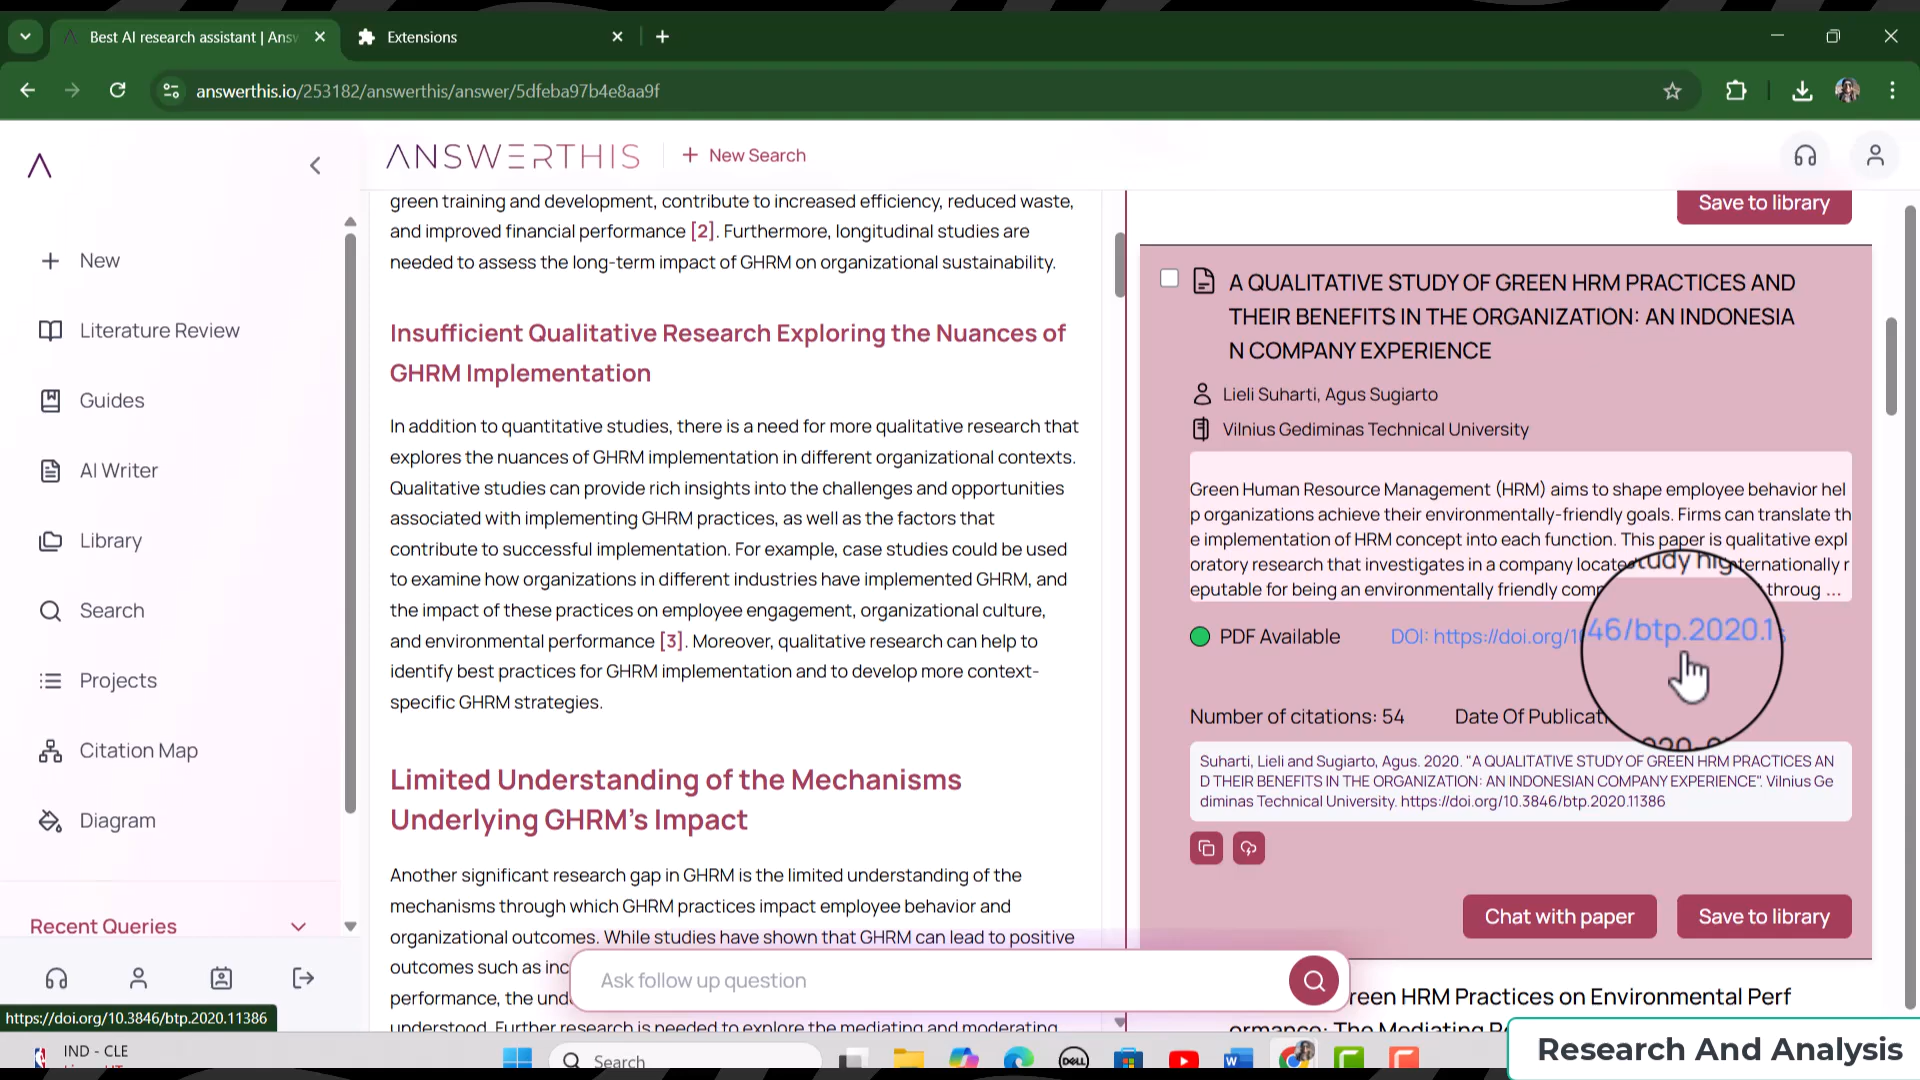 Best AI research assistant | Answ
Extensions
answerthis.io/253182/answerthis/answer/5dfeba97b4e8aa9f
ANSWERTHIS
New Search
New
Literature Review
Guides
AI Writer
Library
Search
Projects
Citation Map
Diagram
Recent Queries
https://doi.org/10.3846/btp.2020.11386
green training and development, contribute to increased efficiency, reduced waste,
and improved financial performance [2]. Furthermore, longitudinal studies are
needed to assess the long-term impact of GHRM on organizational sustainability.
Insufficient Qualitative Research Exploring the Nuances of
GHRM Implementation
In addition to quantitative studies, there is a need for more qualitative research that
explores the nuances of GHRM implementation in different organizational contexts.
Qualitative studies can provide rich insights into the challenges and opportunities
associated with implementing GHRM practices, as well as the factors that
contribute to successful implementation. For example, case studies could be used
to examine how organizations in different industries have implemented GHRM, and
the impact of these practices on employee engagement, organizational culture,
and environmental performance [3]. Moreover, qualitative research can help to
identify best practices for GHRM implementation and to develop more context-
specific GHRM strategies.
Limited Understanding of the Mechanisms
Underlying GHRM's Impact
Another significant research gap in GHRM is the limited understanding of the
mechanisms through which GHRM practices impact employee behavior and
organizational outcomes. While studies have shown that GHRM can lead to positive
outcomes such as inc
performance, the und
understood. Further research is needed to explore the mediating and moderating
Ask follow up question
Save to library
A QUALITATIVE STUDY OF GREEN HRM PRACTICES AND
THEIR BENEFITS IN THE ORGANIZATION: AN INDONESIA
N COMPANY EXPERIENCE
Lieli Suharti, Agus Sugiarto
Vilnius Gediminas Technical University
Green Human Resource Management (HRM) aims to shape employee behavior hel
p organizations achieve their environmentally-friendly goals. Firms can translate th
e implementation of HRM concept into each function. This paper is qualitative expl
oratory research that investigates in a company locate ternationally r
eputable for being an environmentally friendly com throug ...
PDF Available
DOI: https://doi.org/1 46/btp.2020.1
Number of citations: 54
Date Of Publicat
Suharti, Lieli and Sugiarto, Agus. 2020. "A QUALITATIVE STUDY OF GREEN HRM PRACTICES AN
D THEIR BENEFITS IN THE ORGANIZATION: AN INDONESIAN COMPANY EXPERIENCE". Vilnius Ge
diminas Technical University. https://doi.org/10.3846/btp.2020.11386
Chat with paper
Save to library
reen HRM Practices on Environmental Perf
ormance: The Mediating
IND - CLE
Search
DELL
Research And Analysis